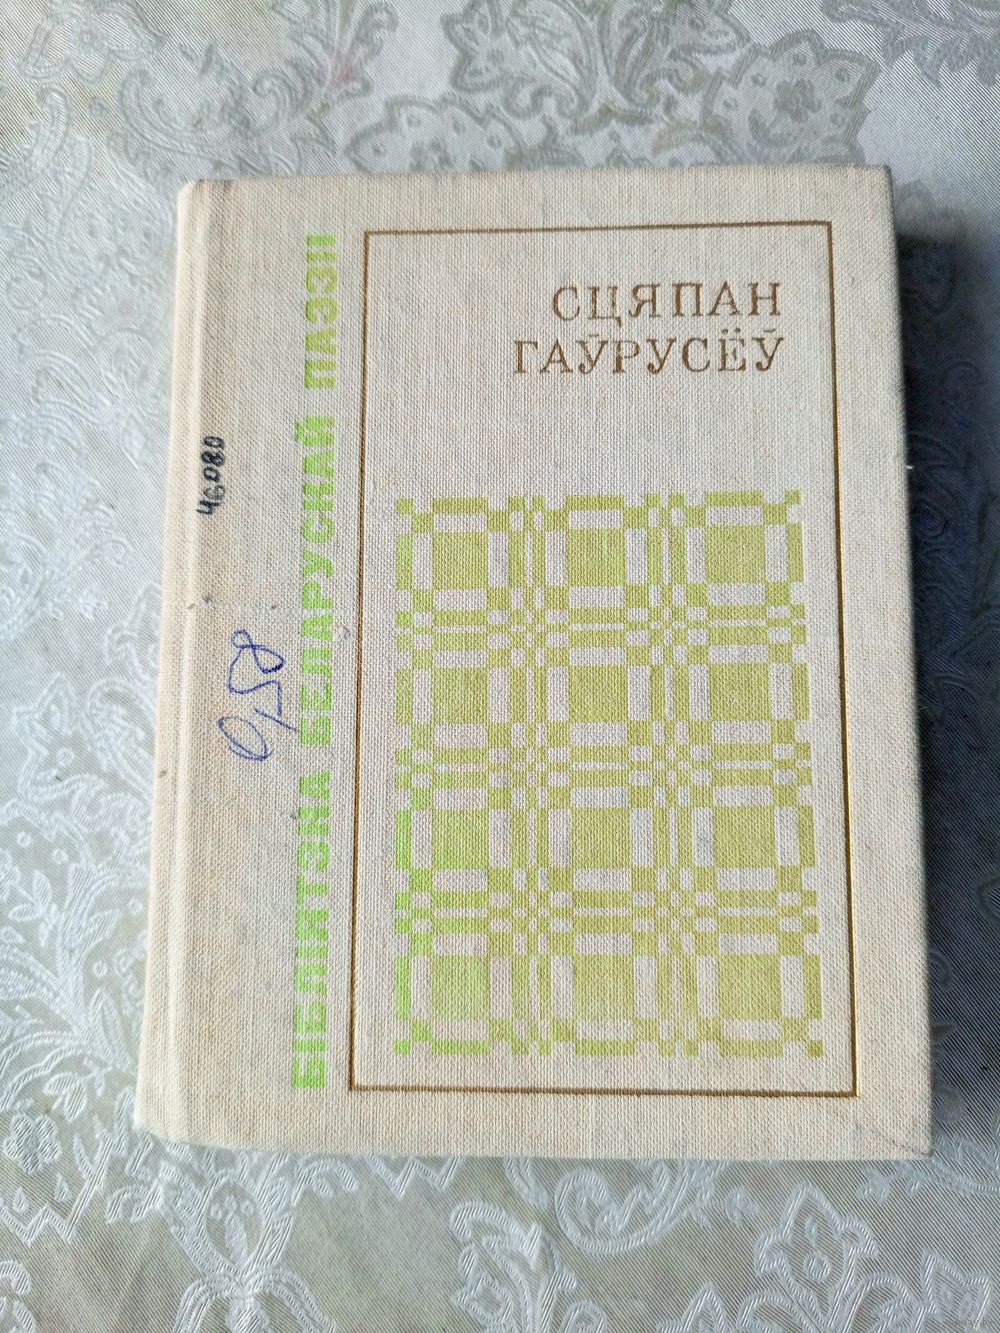 СЦЯПАН
ГАЎРУСЁЎ
БІБЛІЯТЭКА БЕЛАРУСКАЙ ПАЭЗІІ
46080
0,58